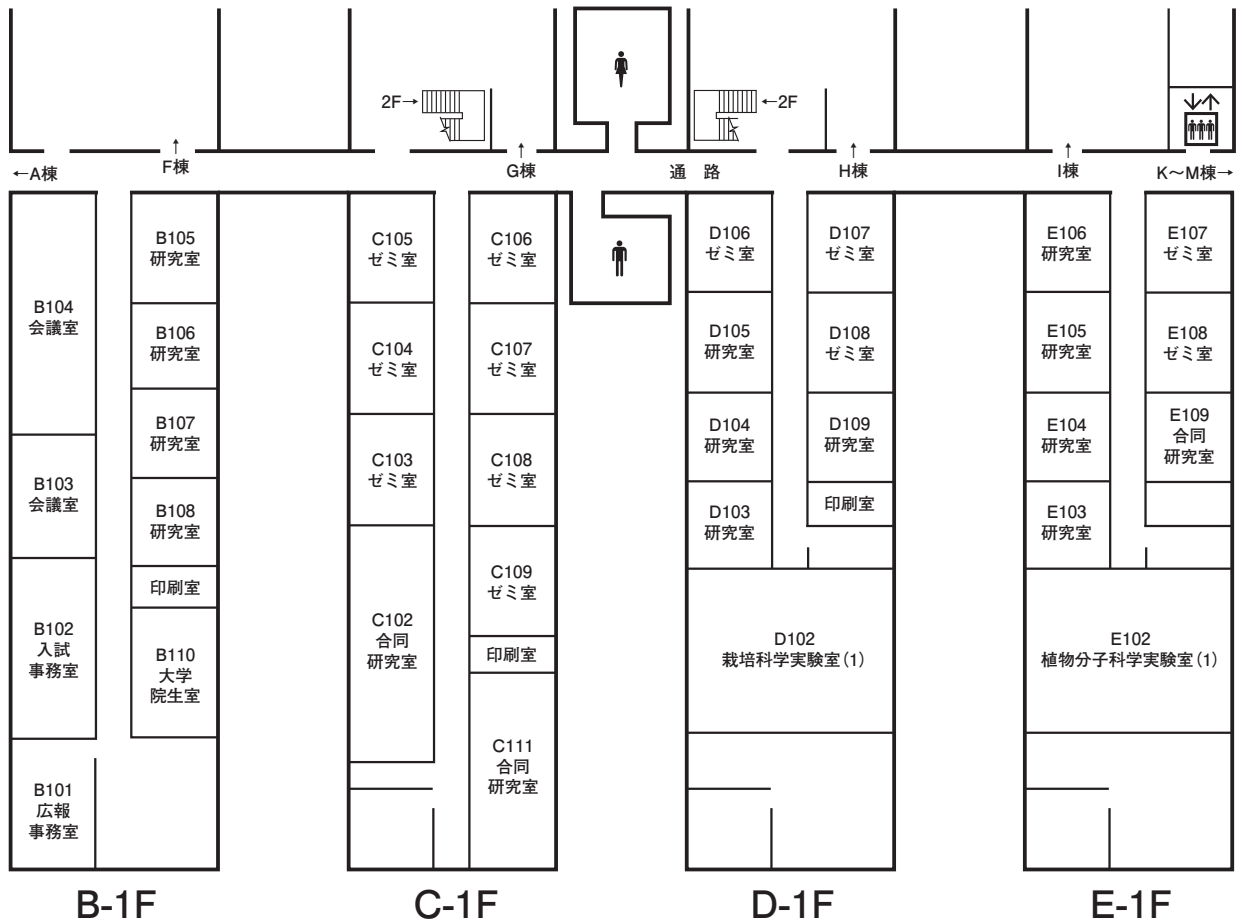 2F→
←2F
←A棟
↑
F棟
↑
G棟
通 路
↑
H棟
↑
I棟
↓↑
K〜M棟→
B104
会議室
B103
会議室
B102
入試
事務室
B101
広報
事務室
B105
研究室
B106
研究室
B107
研究室
B108
研究室
印刷室
B110
大学
院生室
C105
ゼミ室
C104
ゼミ室
C103
ゼミ室
C102
合同
研究室
C106
ゼミ室
C107
ゼミ室
C108
ゼミ室
C109
ゼミ室
印刷室
C111
合同
研究室
D106
ゼミ室
D105
研究室
D104
研究室
D103
研究室
D107
ゼミ室
D108
ゼミ室
D109
研究室
印刷室
D102
栽培科学実験室(1)
E106
研究室
E105
研究室
E104
研究室
E103
研究室
E107
ゼミ室
E108
ゼミ室
E109
合同
研究室
E102
植物分子科学実験室(1)
B-1F
C-1F
D-1F
E-1F